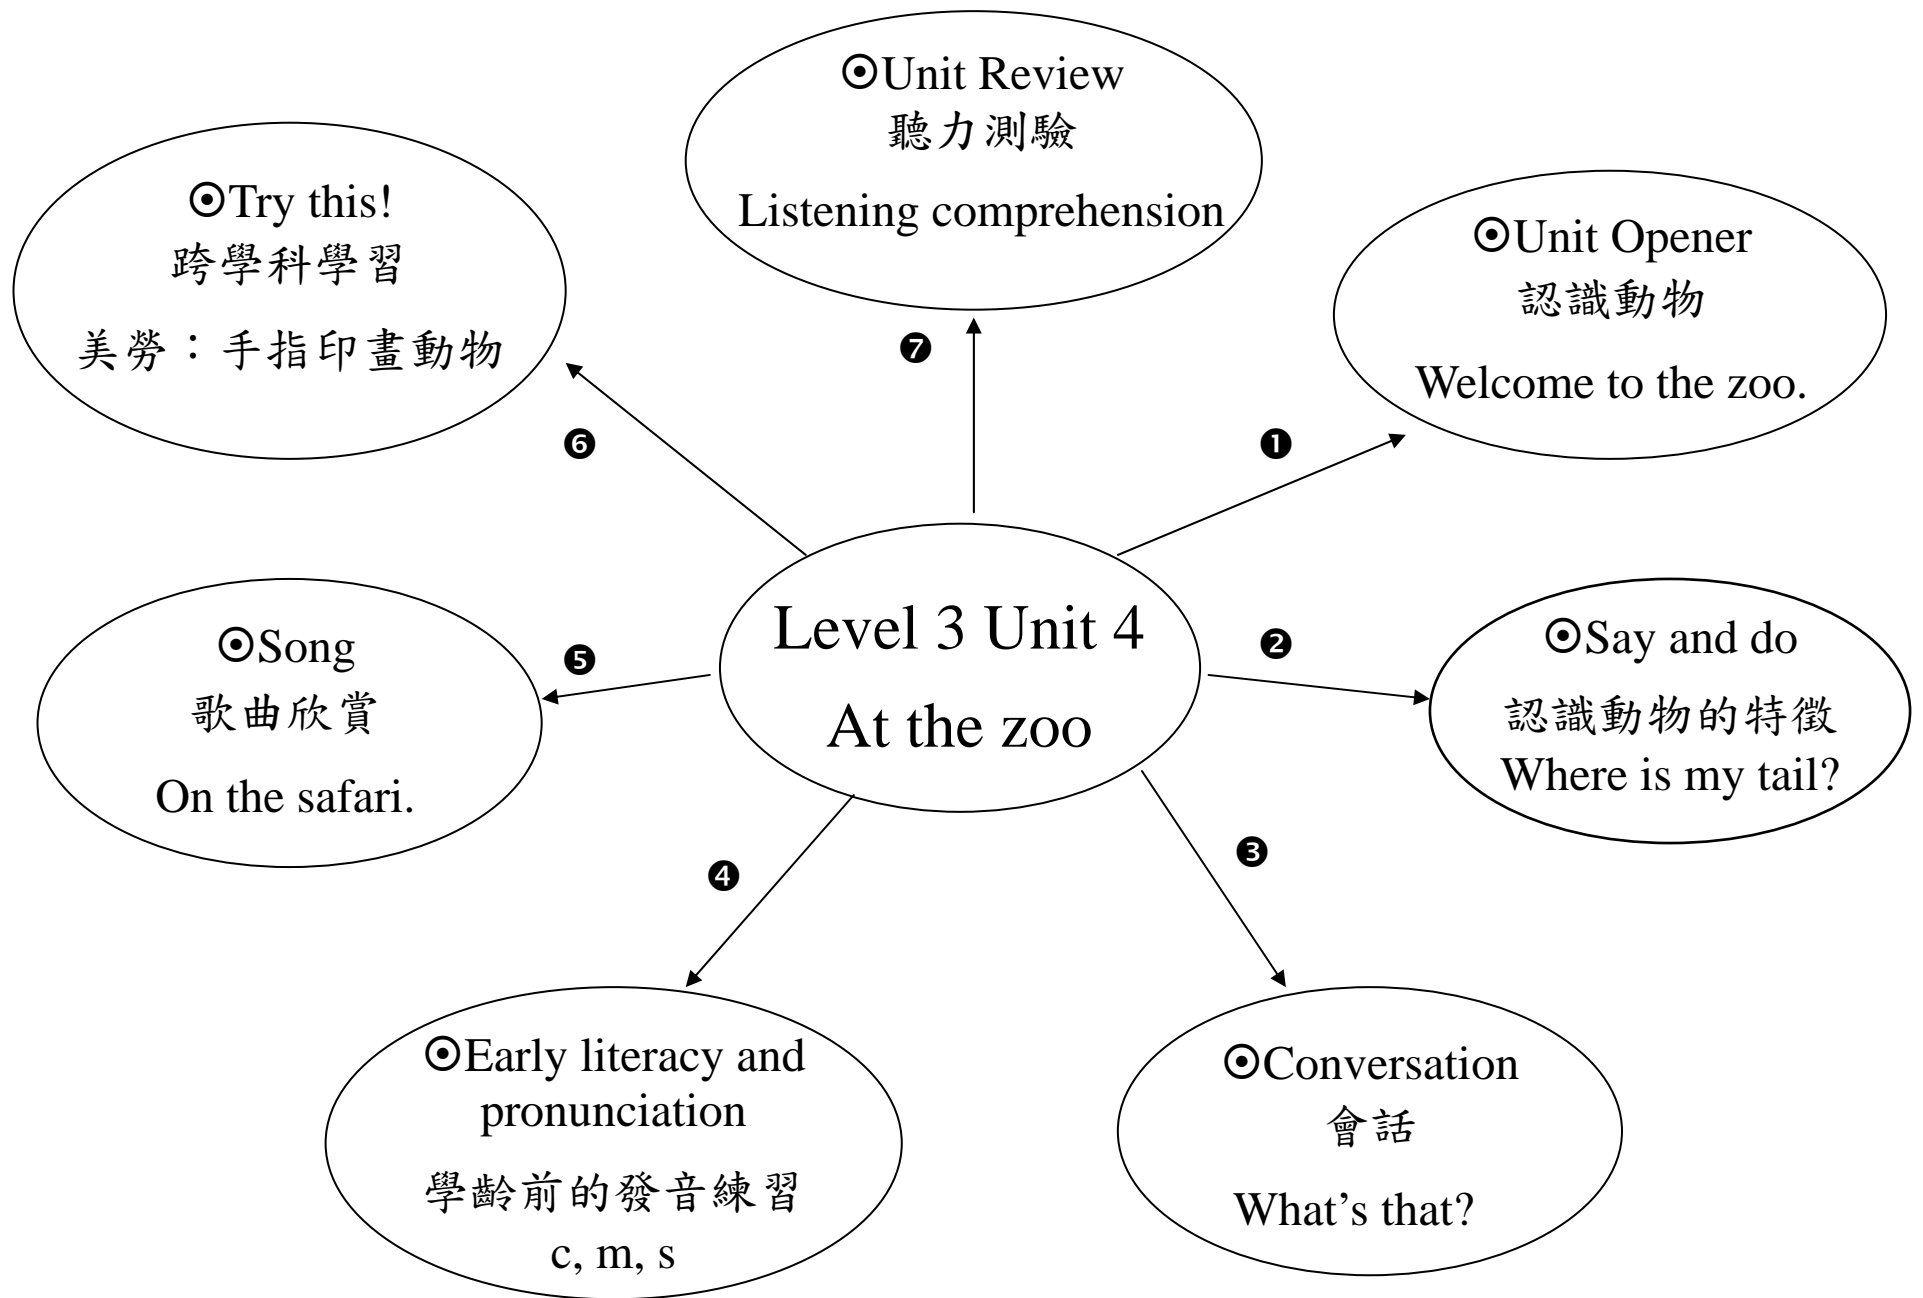 Level 3 Unit 4
At the zoo
❶
⊙Unit Opener
認識動物
Welcome to the zoo.
❷
⊙Say and do
認識動物的特徵
Where is my tail?
❸
⊙Conversation
會話
What’s that?
❹
⊙Early literacy and
pronunciation
學齡前的發音練習
c, m, s
❺
⊙Song
歌曲欣賞
On the safari.
❻
⊙Try this!
跨學科學習
美勞：手指印畫動物
❼
⊙Unit Review
聽力測驗
Listening comprehension